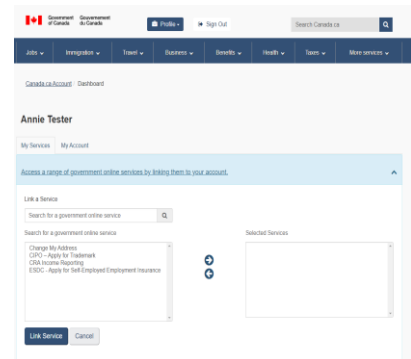 Government Gouvernement
of Canada du Canada
Profile
Sign Out
Search Canada.ca
Jobs Immigration Travel Business Benefits Health Taxes More services
Canada.ca Account / Dashboard
Annie Tester
My Services My Account
Access a range of government online services by linking them to your account.
Link a Service
Search for a government online service
Search for a government online service
Selected Services
Change My Address
CIPO – Apply for Trademark
CRA Income Reporting
ESDC - Apply for Self-Employed Employment Insurance
Link Service Cancel